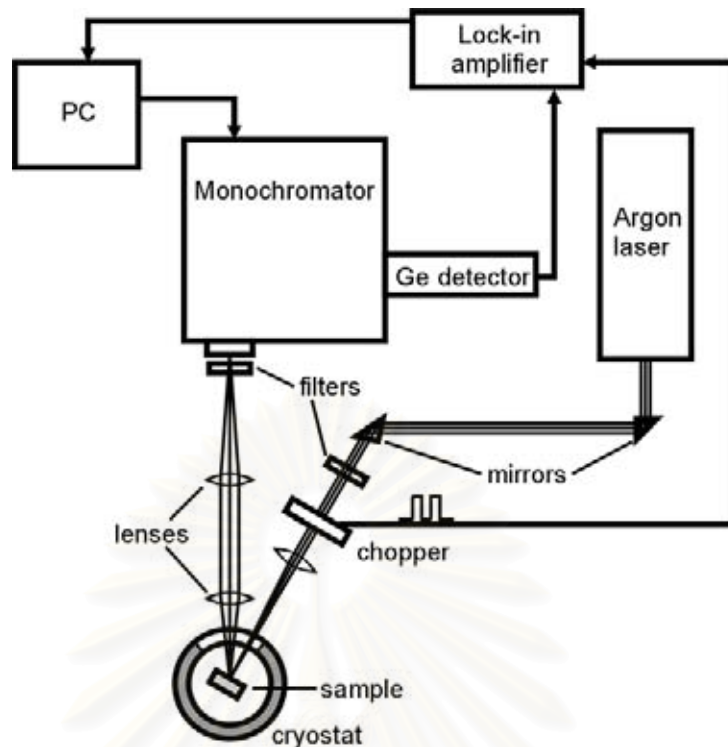 Lock-in
amplifier
PC
Monochromator
Argon
laser
Ge detector
filters
mirrors
lenses
chopper
sample
cryostat